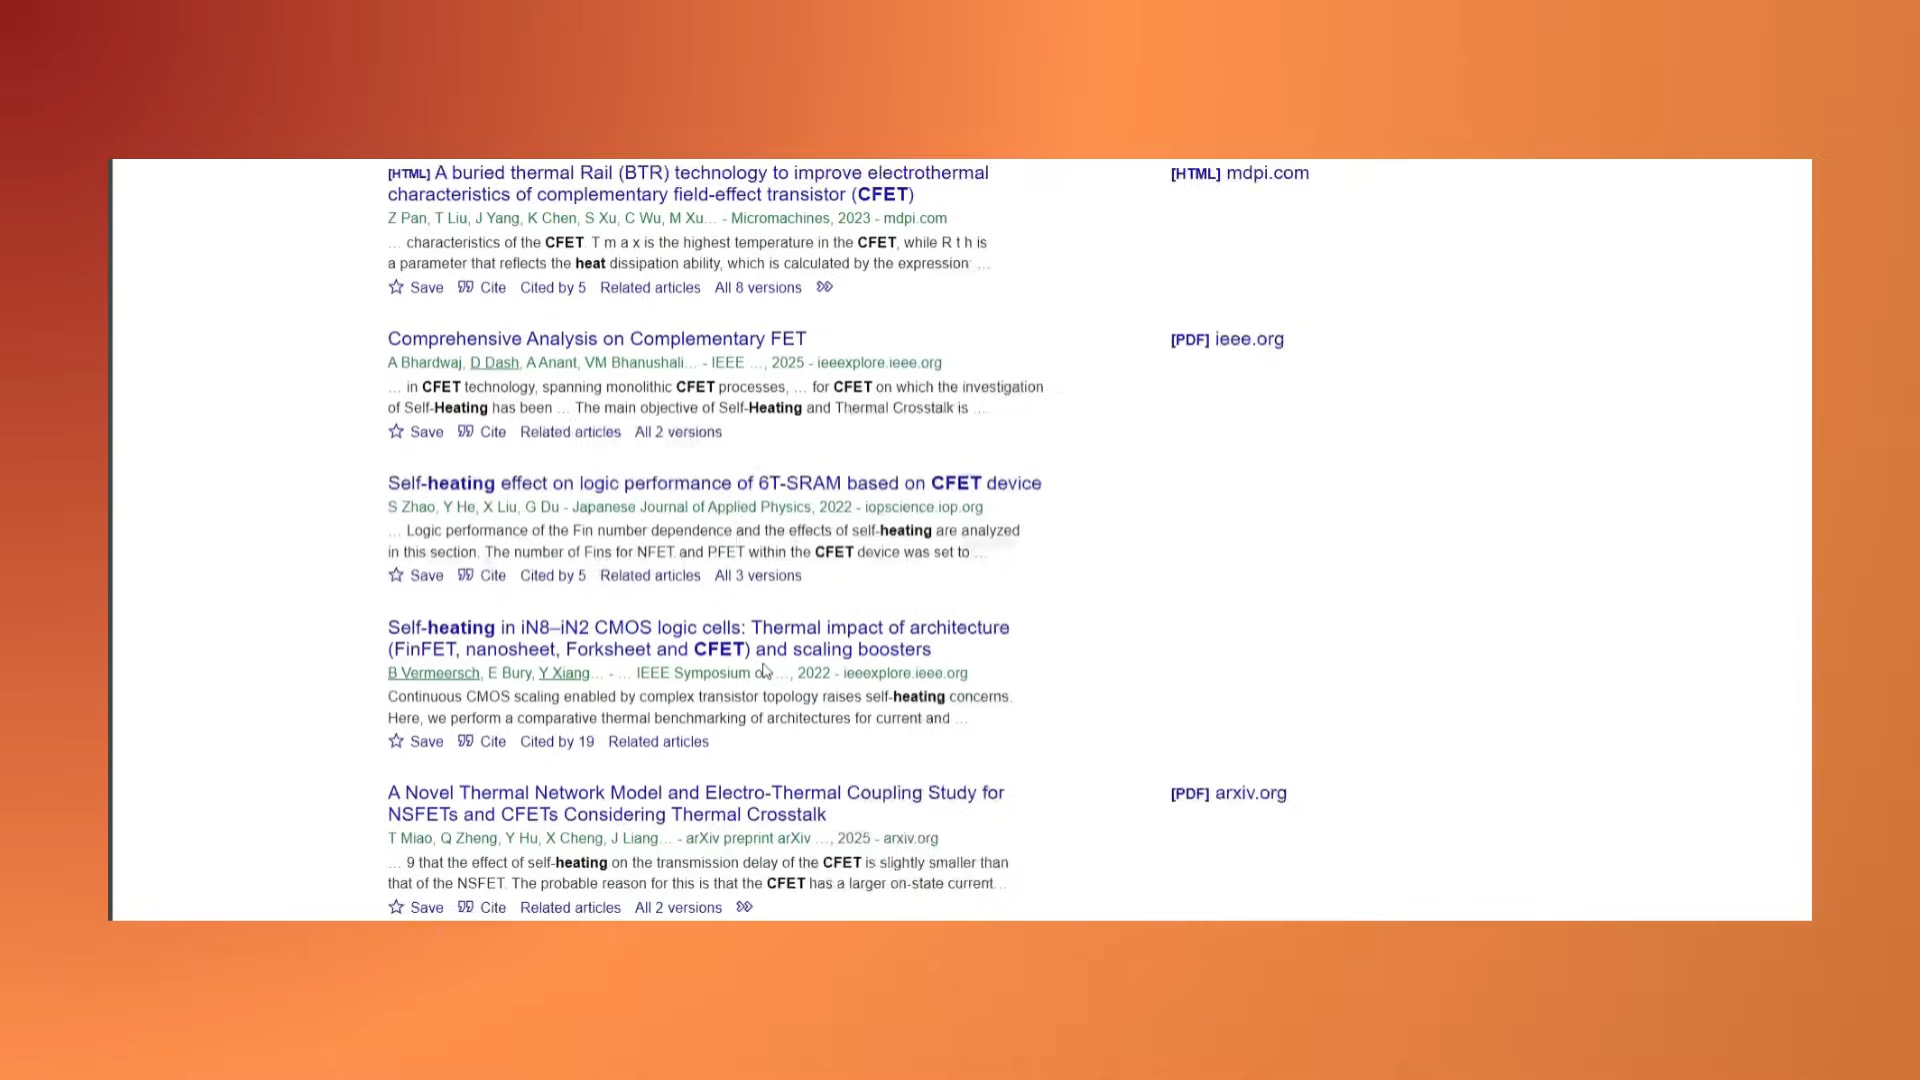 [HTML] A buried thermal Rail (BTR) technology to improve electrothermal
characteristics of complementary field-effect transistor (CFET)
[HTML] mdpi.com
Z Pan, T Liu, J Yang, K Chen, S Xu, C Wu, M Xu… - Micromachines, 2023 - mdpi.com
… characteristics of the CFET. T m a x is the highest temperature in the CFET, while R t h is
a parameter that reflects the heat dissipation ability, which is calculated by the expression: …
Save Cite Cited by 5 Related articles All 8 versions
Comprehensive Analysis on Complementary FET
[PDF] ieee.org
A Bhardwaj, D Dash, A Anant, VM Bhanushali… - IEEE …, 2025 - ieeexplore.ieee.org
… in CFET technology, spanning monolithic CFET processes, … for CFET on which the investigation
of Self-Heating has been … The main objective of Self-Heating and Thermal Crosstalk is …
Save Cite Related articles All 2 versions
Self-heating effect on logic performance of 6T-SRAM based on CFET device
S Zhao, Y He, X Liu, G Du - Japanese Journal of Applied Physics, 2022 - iopscience.iop.org
… Logic performance of the Fin number dependence and the effects of self-heating are analyzed
in this section. The number of Fins for NFET and PFET within the CFET device was set to …
Save Cite Cited by 5 Related articles All 3 versions
Self-heating in iN8–iN2 CMOS logic cells: Thermal impact of architecture
(FinFET, nanosheet, Forksheet and CFET) and scaling boosters
B Vermeersch, E Bury, Y Xiang… - … IEEE Symposium on …, 2022 - ieeexplore.ieee.org
Continuous CMOS scaling enabled by complex transistor topology raises self-heating concerns.
Here, we perform a comparative thermal benchmarking of architectures for current and …
Save Cite Cited by 19 Related articles
A Novel Thermal Network Model and Electro-Thermal Coupling Study for
NSFETs and CFETs Considering Thermal Crosstalk
[PDF] arxiv.org
T Miao, Q Zheng, Y Hu, X Cheng, J Liang… - arXiv preprint arXiv …, 2025 - arxiv.org
… 9 that the effect of self-heating on the transmission delay of the CFET is slightly smaller than
that of the NSFET. The probable reason for this is that the CFET has a larger on-state current…
Save Cite Related articles All 2 versions